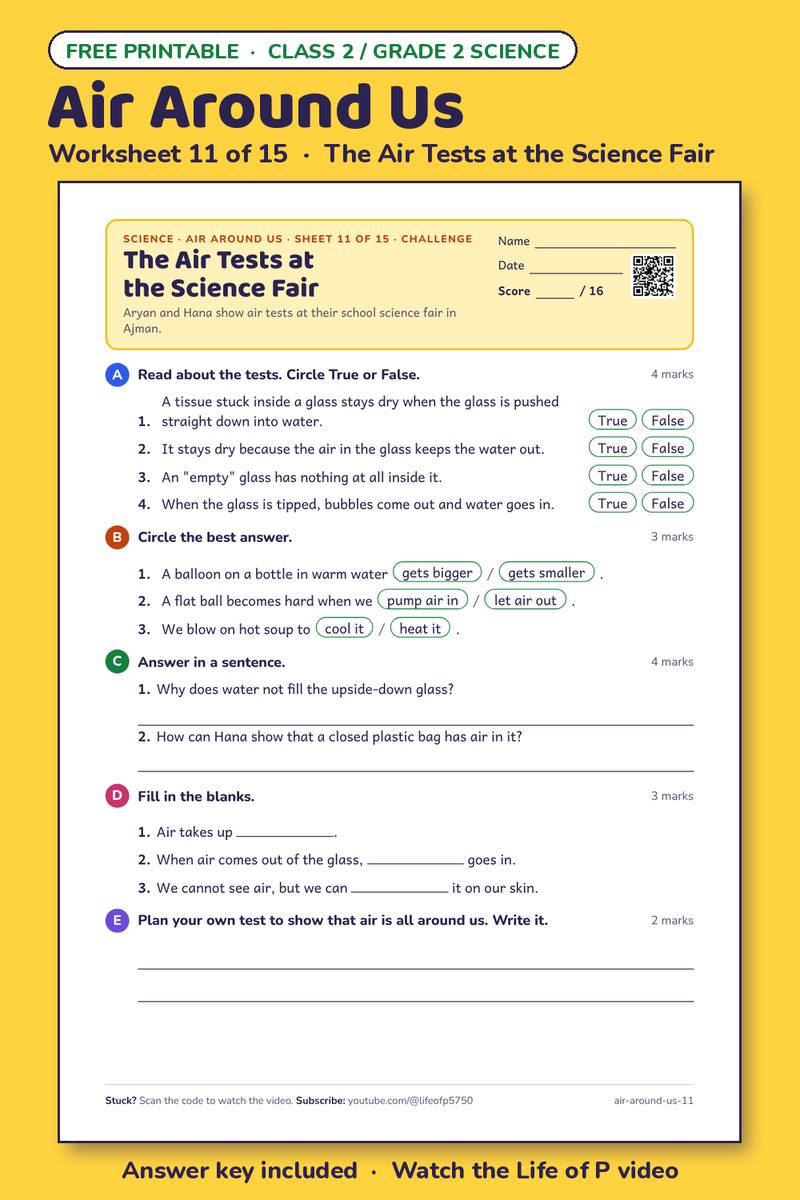 FREE PRINTABLE · CLASS 2 / GRADE 2 SCIENCE
Air Around Us
Worksheet 11 of 15 · The Air Tests at the Science Fair
SCIENCE · AIR AROUND US · SHEET 11 OF 15 · CHALLENGE
The Air Tests at
the Science Fair
Aryan and Hana show air tests at their school science fair in
Ajman.
Name ____________
Date ____________
Score ______ / 16
A Read about the tests. Circle True or False. 4 marks
A tissue stuck inside a glass stays dry when the glass is pushed
1. straight down into water. True False
2. It stays dry because the air in the glass keeps the water out. True False
3. An "empty" glass has nothing at all inside it. True False
4. When the glass is tipped, bubbles come out and water goes in. True False
B Circle the best answer. 3 marks
1. A balloon on a bottle in warm water gets bigger / gets smaller .
2. A flat ball becomes hard when we pump air in / let air out .
3. We blow on hot soup to cool it / heat it .
C Answer in a sentence. 4 marks
1. Why does water not fill the upside-down glass?
2. How can Hana show that a closed plastic bag has air in it?
D Fill in the blanks. 3 marks
1. Air takes up ____________.
2. When air comes out of the glass, ____________ goes in.
3. We cannot see air, but we can ____________ it on our skin.
E Plan your own test to show that air is all around us. Write it. 2 marks
Stuck? Scan the code to watch the video. Subscribe: youtube.com/@lifeofp5750 air-around-us-11
Answer key included · Watch the Life of P video